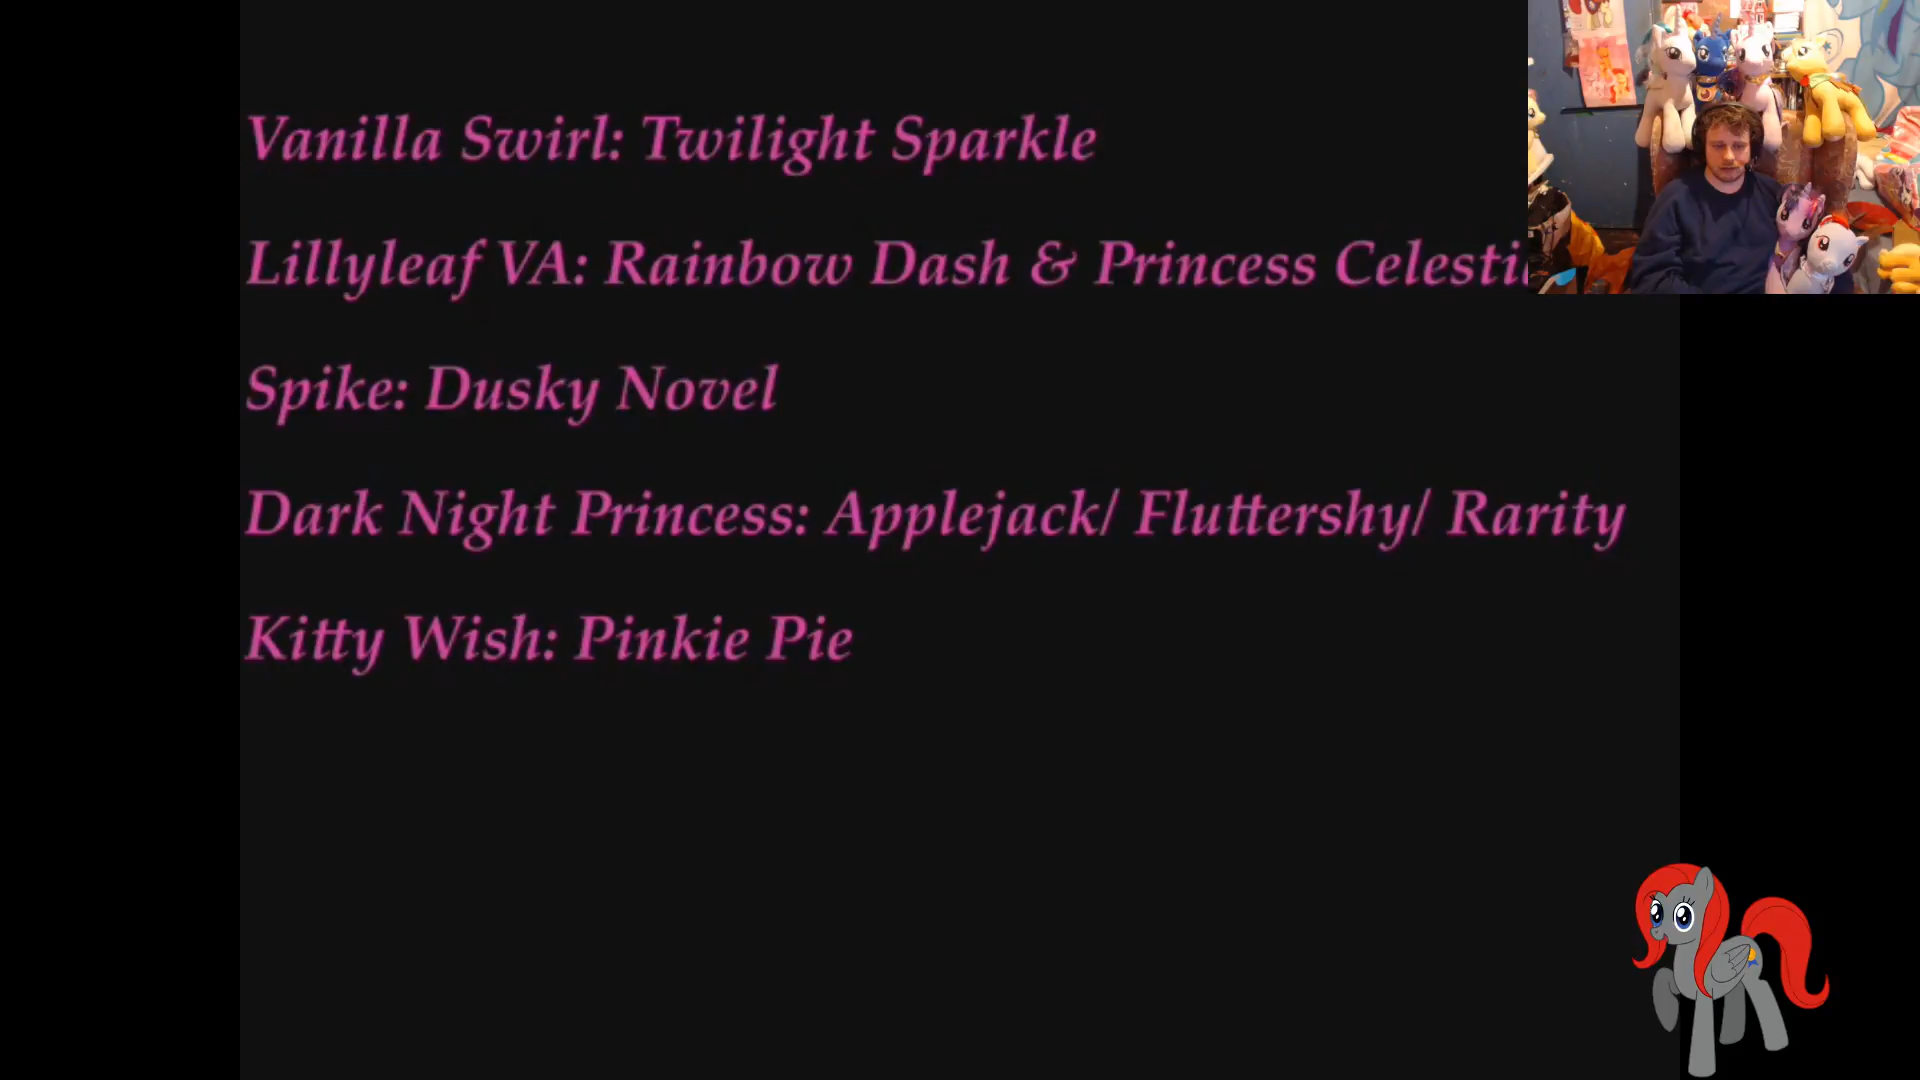 Vanilla Swirl: Twilight Sparkle
Lillyleaf VA: Rainbow Dash & Princess
Spike: Dusky Novel
Dark Night Princess: Applejack/ Fluttershy/ Rarity
Kitty Wish: Pinkie Pie